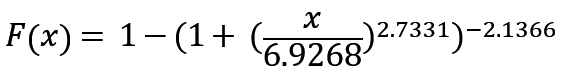 F(x) = 1 − (1 + (x/6.9268)^2.7331)^−2.1366